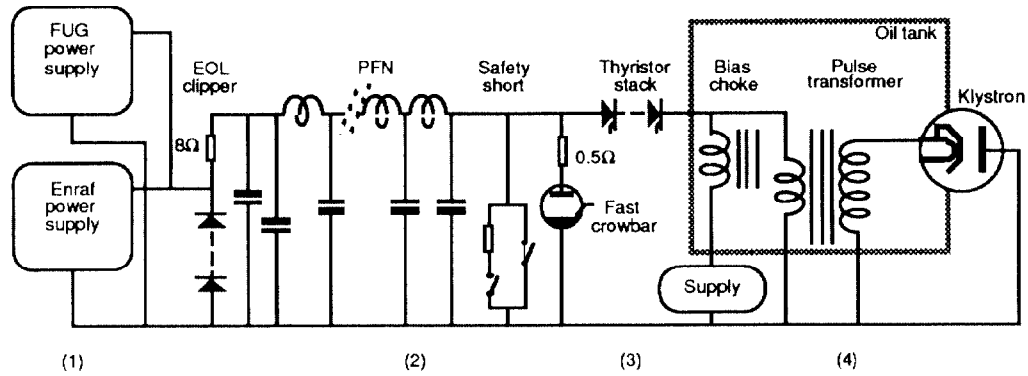 FUG
power
supply
EOL
clipper
PFN
Safety
short
Thyristor
stack
Bias
choke
Pulse
transformer
Oil tank
Klystron
8Ω
0.5Ω
Enraf
power
supply
Fast
crowbar
Supply
(1)
(2)
(3)
(4)